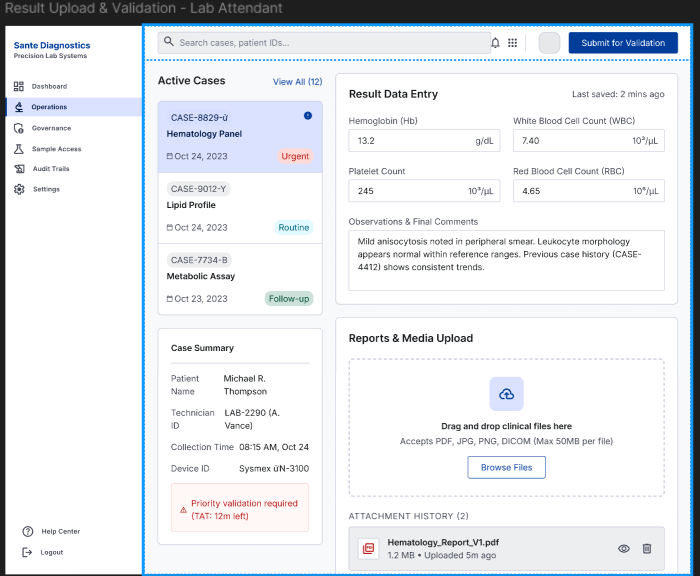 Result Upload & Validation - Lab Attendant
Sante Diagnostics
Precision Lab Systems
Dashboard
Operations
Governance
Sample Access
Audit Trails
Settings
Help Center
Logout
Search cases, patient IDs...
Submit for Validation
Active Cases
View All (12)
CASE-8829-ừ
Hematology Panel
Oct 24, 2023
Urgent
CASE-9012-Y
Lipid Profile
Oct 24, 2023
Routine
CASE-7734-B
Metabolic Assay
Oct 23, 2023
Follow-up
Case Summary
Patient Name
Michael R. Thompson
Technician ID
LAB-2290 (A. Vance)
Collection Time
08:15 AM, Oct 24
Device ID
Sysmex ừN-3100
Priority validation required
(TAT: 12m left)
Result Data Entry
Last saved: 2 mins ago
Hemoglobin (Hb)
13.2
g/dL
White Blood Cell Count (WBC)
7.40
10³/µL
Platelet Count
245
10³/µL
Red Blood Cell Count (RBC)
4.65
10⁶/µL
Observations & Final Comments
Mild anisocytosis noted in peripheral smear. Leukocyte morphology
appears normal within reference ranges. Previous case history (CASE-
4412) shows consistent trends.
Reports & Media Upload
Drag and drop clinical files here
Accepts PDF, JPG, PNG, DICOM (Max 50MB per file)
Browse Files
ATTACHMENT HISTORY (2)
Hematology_Report_V1.pdf
1.2 MB • Uploaded 5m ago